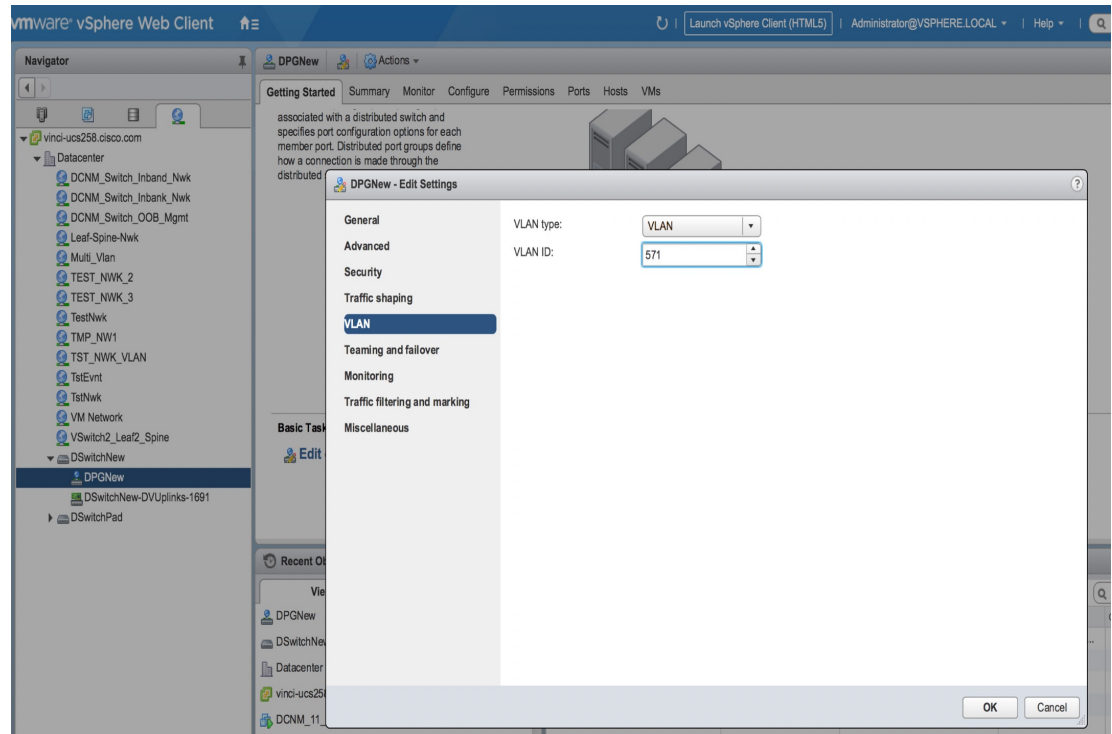 vmware® vSphere Web Client
Launch vSphere Client (HTML5)
Administrator@VSPHERE.LOCAL
Help
Navigator
DPGNew
Actions
Getting Started Summary Monitor Configure Permissions Ports Hosts VMs
vinci-ucs258.cisco.com
Datacenter
DCNM_Switch_Inband_Nwk
DCNM_Switch_Inbank_Nwk
DCNM_Switch_OOB_Mgmt
Leaf-Spine-Nwk
Multi_Vlan
TEST_NWK_2
TEST_NWK_3
TestNwk
TMP_NW1
TST_NWK_VLAN
TstEvnt
TstNwk
VM Network
VSwitch2_Leaf2_Spine
DSwitchNew
DPGNew
DSwitchNew-DVUplinks-1691
DSwitchPad
associated with a distributed switch and
specifies port configuration options for each
member port. Distributed port groups define
how a connection is made through the
distributed
Basic Task
Edit
DPGNew - Edit Settings
General
Advanced
Security
Traffic shaping
VLAN
Teaming and failover
Monitoring
Traffic filtering and marking
Miscellaneous
VLAN type: VLAN
VLAN ID: 571
OK Cancel
Recent Ob
Vie
DPGNew
DSwitchNew
Datacenter
vinci-ucs258
DCNM_11_